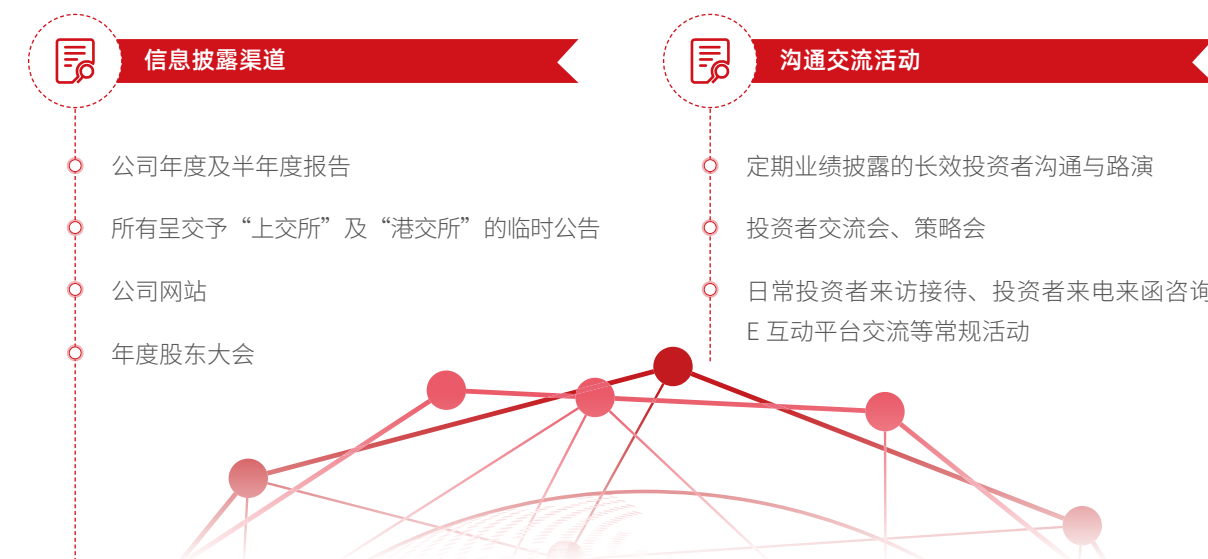 信息披露渠道
公司年度及半年度报告
所有呈交予“上交所”及“港交所”的临时公告
公司网站
年度股东大会
沟通交流活动
定期业绩披露的长效投资者沟通与路演
投资者交流会、策略会
日常投资者来访接待、投资者来电来函咨询
E 互动平台交流等常规活动